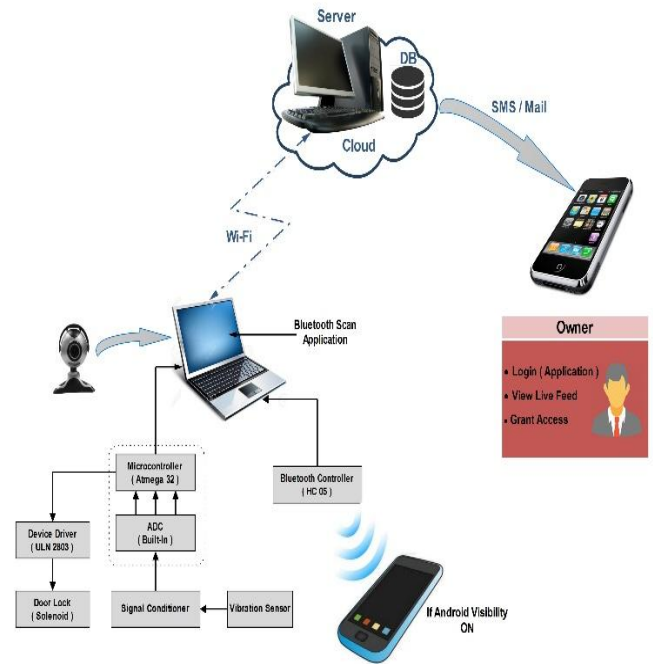 Server
DB
Cloud
SMS / Mail
Wi-Fi
Bluetooth Scan
Application
Owner
• Login ( Application )
• View Live Feed
• Grant Access
Microcontroller
( Atmega 32 )
Bluetooth Controller
( HC 05 )
Device Driver
( ULN 2803 )
ADC
( Built-In )
Door Lock
( Solenoid )
Signal Conditioner
Vibration Sensor
If Android Visibility
ON